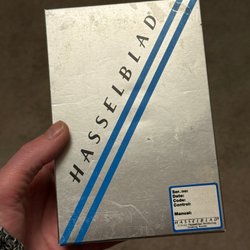 HASSELBLAD
Ser. no:
Date:
Code:
Control:
Manual:
HASSELBLAD